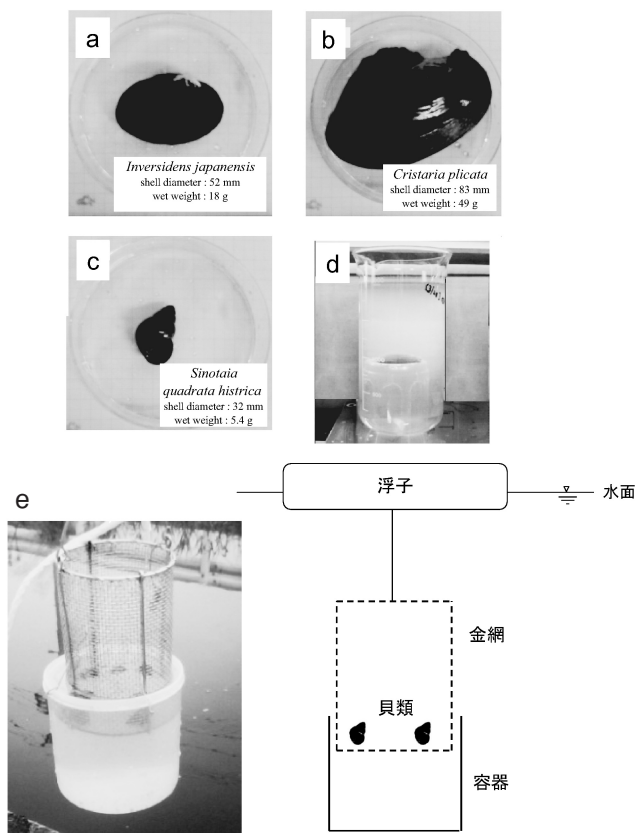 a
Inversidens japanensis
shell diameter : 52 mm
wet weight : 18 g
b
Cristaria plicata
shell diameter : 83 mm
wet weight : 49 g
c
Sinotaia
quadrata histrica
shell diameter : 32 mm
wet weight : 5.4 g
d
e
浮子
水面
金網
貝類
容器